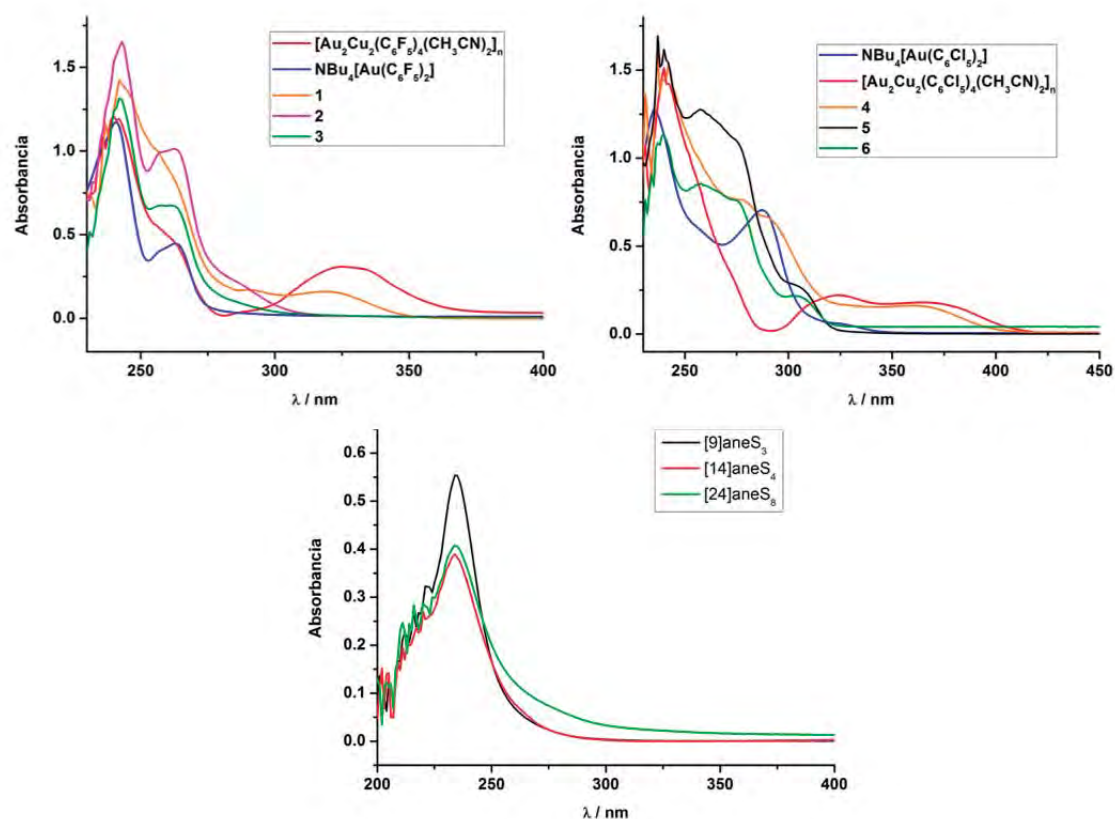 [Au₂Cu₂(C₆F₅)₄(CH₃CN)₂]ₙ
NBu₄[Au(C₆F₅)₂]
1
2
3
Absorbancia
1.5
1.0
0.5
0.0
250 300 350 400
λ / nm
NBu₄[Au(C₆Cl₅)₂]
[Au₂Cu₂(C₆Cl₅)₄(CH₃CN)₂]ₙ
4
5
6
Absorbancia
1.5
1.0
0.5
0.0
250 300 350 400 450
λ / nm
[9]aneS₃
[14]aneS₄
[24]aneS₈
Absorbancia
0.6
0.5
0.4
0.3
0.2
0.1
0.0
200 250 300 350 400
λ / nm